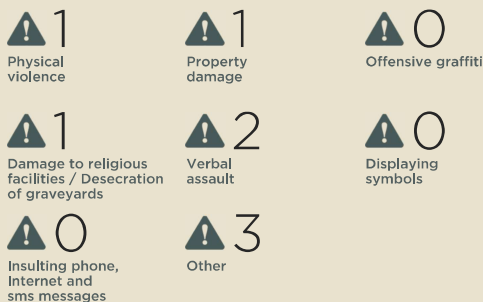 1
Physical
violence
1
Property
damage
0
Offensive graffiti
1
Damage to religious
facilities / Desecration
of graveyards
2
Verbal
assault
0
Displaying
symbols
0
Insulting phone,
Internet and
sms messages
3
Other